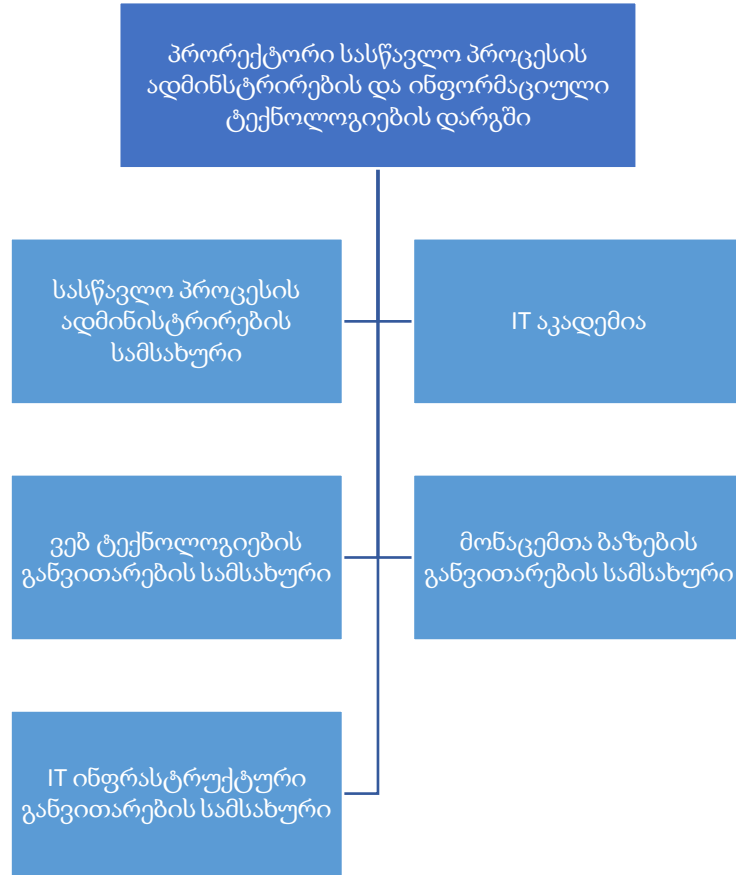 პრორექტორი სასწავლო პროცესის
ადმინსტრირების და ინფორმაციული
ტექნოლოგიების დარგში
სასწავლო პროცესის
ადმინისტრირების
სამსახური
IT აკადემია
ვებ ტექნოლოგიების
განვითარების სამსახური
მონაცემთა ბაზების
განვითარების სამსახური
IT ინფრასტრუქტური
განვითარების სამსახური